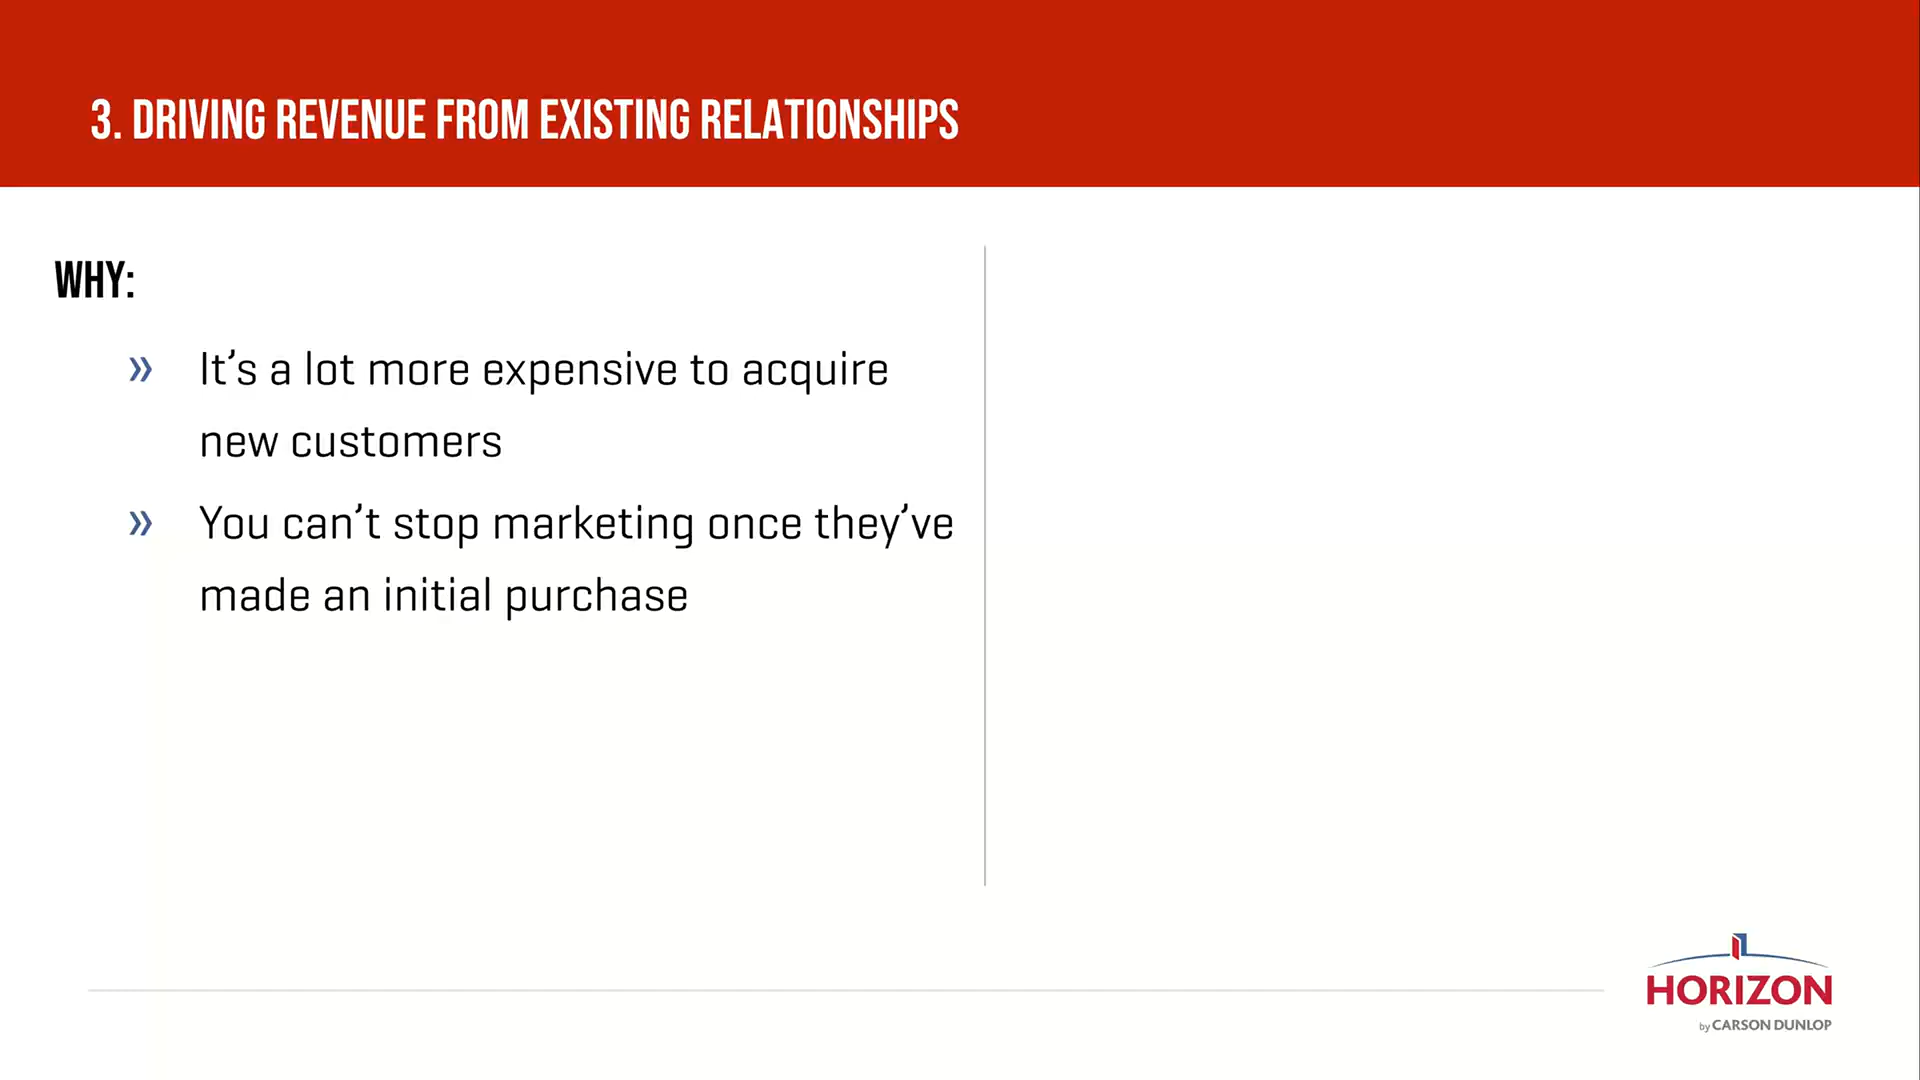 3. DRIVING REVENUE FROM EXISTING RELATIONSHIPS
WHY:
» It’s a lot more expensive to acquire
new customers
» You can’t stop marketing once they’ve
made an initial purchase
HORIZON
by CARSON DUNLOP